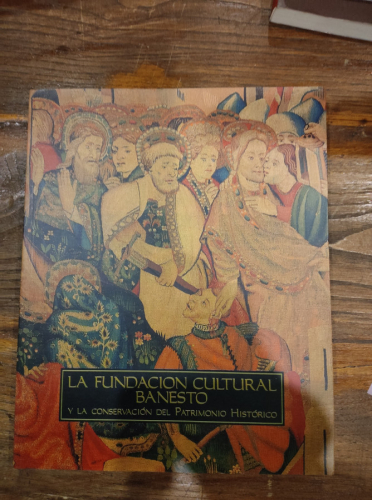 LA FUNDACION CULTURAL
BANESTO
Y LA CONSERVACIÓN DEL PATRIMONIO HISTÓRICO